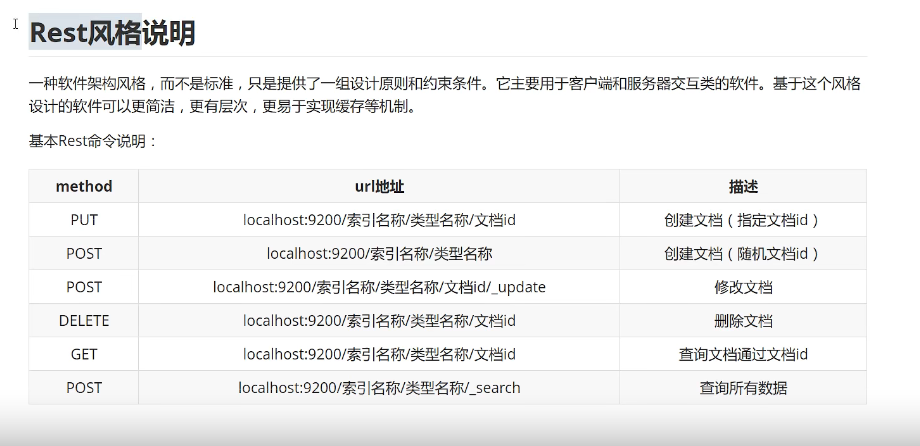 Rest风格说明
一种软件架构风格，而不是标准，只是提供了一组设计原则和约束条件。它主要用于客户端和服务器交互类的软件。基于这个风格
设计的软件可以更简洁，更有层次，更易于实现缓存等机制。
基本Rest命令说明：
method url地址 描述
PUT localhost:9200/索引名称/类型名称/文档id 创建文档（指定文档id）
POST localhost:9200/索引名称/类型名称 创建文档（随机文档id）
POST localhost:9200/索引名称/类型名称/文档id/_update 修改文档
DELETE localhost:9200/索引名称/类型名称/文档id 删除文档
GET localhost:9200/索引名称/类型名称/文档id 查询文档通过文档id
POST localhost:9200/索引名称/类型名称/_search 查询所有数据